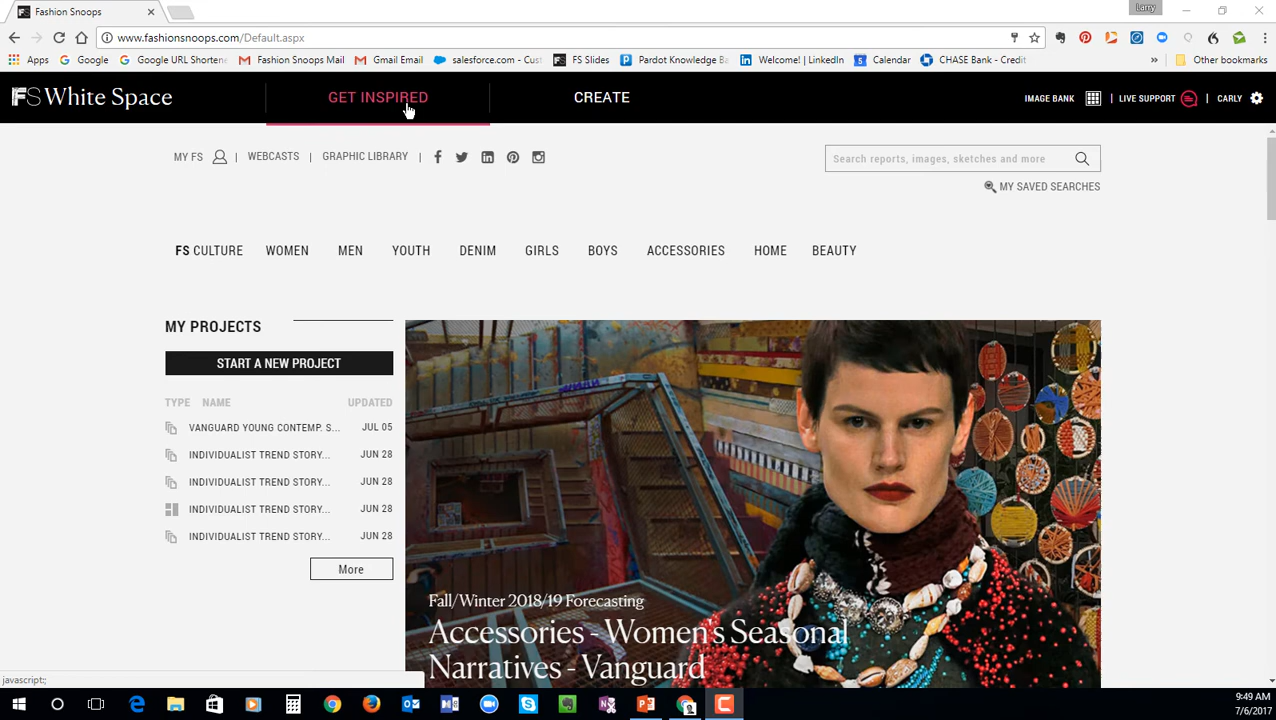 Fashion Snoops
Larry
www.fashionsnoops.com/Default.aspx
Apps Google Google URL Shortene Fashion Snoops Mail Gmail Email salesforce.com - Cus FS Slides Pardot Knowledge B Welcome! | LinkedIn Calendar CHASE Bank - Credit » Other bookmarks
FS White Space GET INSPIRED CREATE IMAGE BANK | LIVE SUPPORT | CARLY
MY FS | WEBCASTS | GRAPHIC LIBRARY |
Search reports, images, sketches and more
MY SAVED SEARCHES
FS CULTURE WOMEN MEN YOUTH DENIM GIRLS BOYS ACCESSORIES HOME BEAUTY
MY PROJECTS
START A NEW PROJECT
TYPE NAME UPDATED
VANGUARD YOUNG CONTEMP. S... JUL 05
INDIVIDUALIST TREND STORY... JUN 28
INDIVIDUALIST TREND STORY... JUN 28
INDIVIDUALIST TREND STORY... JUN 28
INDIVIDUALIST TREND STORY... JUN 28
More
Fall/Winter 2018/19 Forecasting
Accessories - Women's Seasonal
Narratives - Vanguard
javascript:;
9:49 AM
7/6/2017